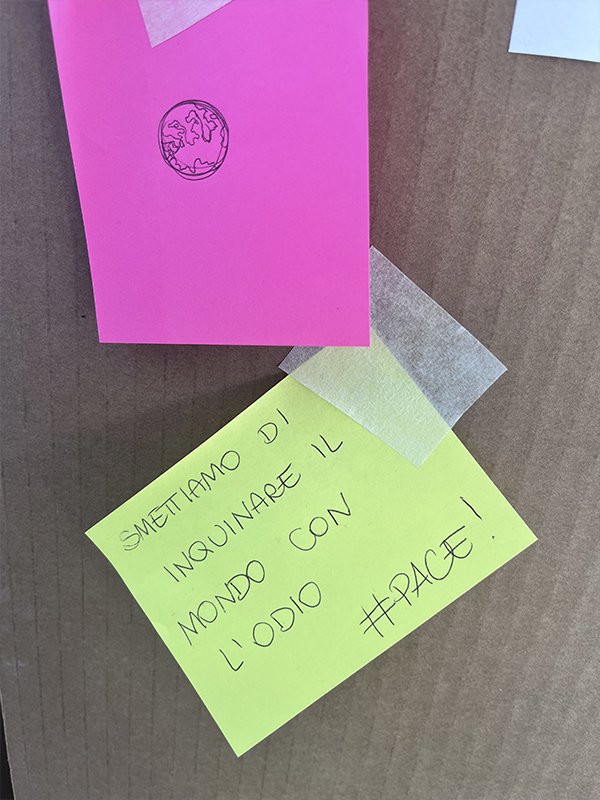 SMETTIAMO DI
INQUINARE IL
MONDO CON
L'ODIO
#PACE!